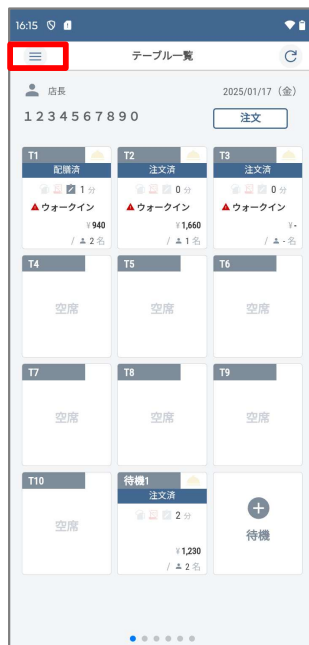 16:15
テーブル一覧
店長
2025/01/17（金）
1234567890
注文
T1
T2
T3
配膳済
注文済
注文済
1 分
0 分
0 分
ウォークイン
ウォークイン
ウォークイン
¥940
¥1,660
¥-
/ 2 名
/ 1 名
/ - 名
T4
T5
T6
空席
空席
空席
T7
T8
T9
空席
空席
空席
T10
待機1
注文済
空席
2 分
待機
¥1,230
/ 2 名